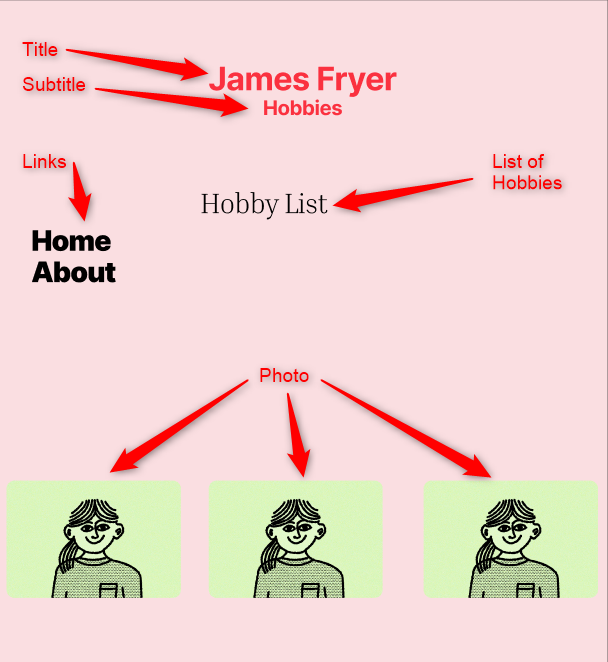 Title
James Fryer
Subtitle
Hobbies
Links
List of
Hobbies
Hobby List
Home
About
Photo